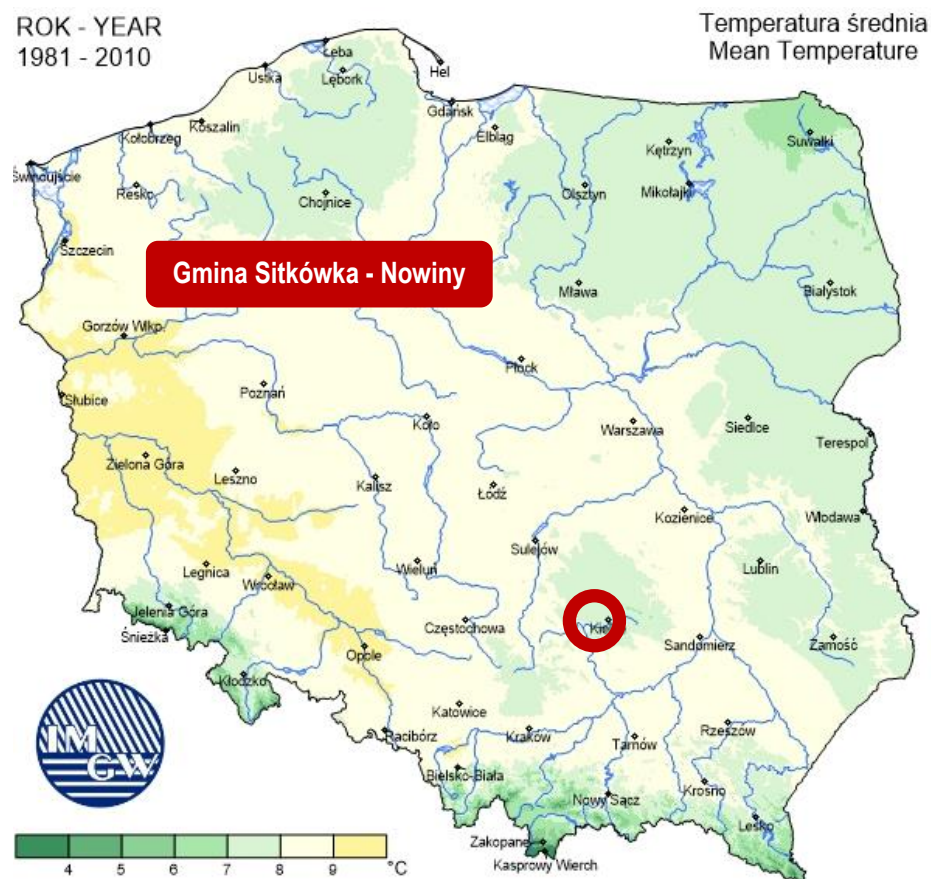 ROK - YEAR
1981 - 2010
Temperatura średnia
Mean Temperature
Łeba
Ustka
Lębork
Hel
Gdańsk
Koszalin
Kołobrzeg
Elbląg
Suwałki
Kętrzyn
Świnoujście
Resko
Chojnice
Olsztyn
Mikołajki
Szczecin
Gmina Sitkówka - Nowiny
Mława
Białystok
Gorzów Wlkp.
Płock
Słubice
Poznań
Koło
Warszawa
Siedlce
Terespol
Zielona Góra
Leszno
Kalisz
Łódź
Kozienice
Włodawa
Sulejów
Legnica
Wrocław
Wieluń
Lublin
Jelenia Góra
Śnieżka
Częstochowa
Sandomierz
Zamość
Opole
Kłodzko
Katowice
Racibórz
Kraków
Tarnów
Rzeszów
IM
GW
Bielsko-Biała
Nowy Sącz
Krosno
Lesko
Zakopane
Kasprowy Wierch
4 5 6 7 8 9 °C